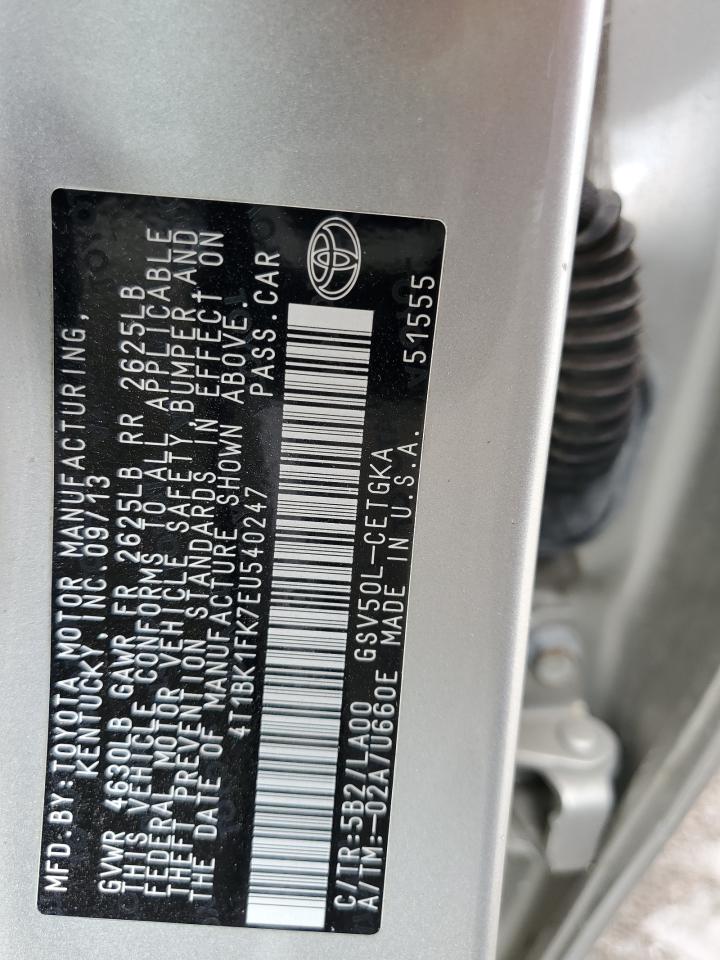 MFD.BY:TOYOTA MOTOR MANUFACTURING,
KENTUCKY, INC.09/13
GVWR 4630LB GAWR FR 2625LB RR 2625LB
THIS VEHICLE CONFORMS TO ALL APPLICABLE
FEDERAL MOTOR VEHICLE SAFETY, BUMPER,AND
THEFT PREVENTION STANDARDS IN EFFECT ON
THE DATE OF MANUFACTURE SHOWN ABOVE.
4T1BK1FK7EU540247 PASS.CAR
C/TR:5B2/LA00 GSV50L-CETGKA
A/TM:-02A/U660E MADE IN U.S.A. 51555